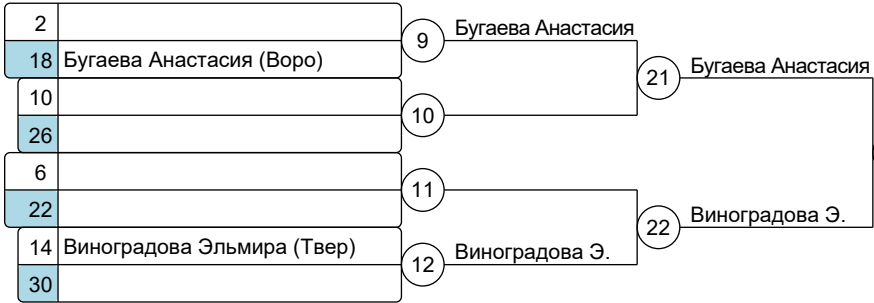 2
18 Бугаева Анастасия (Воро)
9 Бугаева Анастасия
10
26
10
21 Бугаева Анастасия
6
22
11
14 Виноградова Эльмира (Твер)
30
12 Виноградова Э.
22 Виноградова Э.